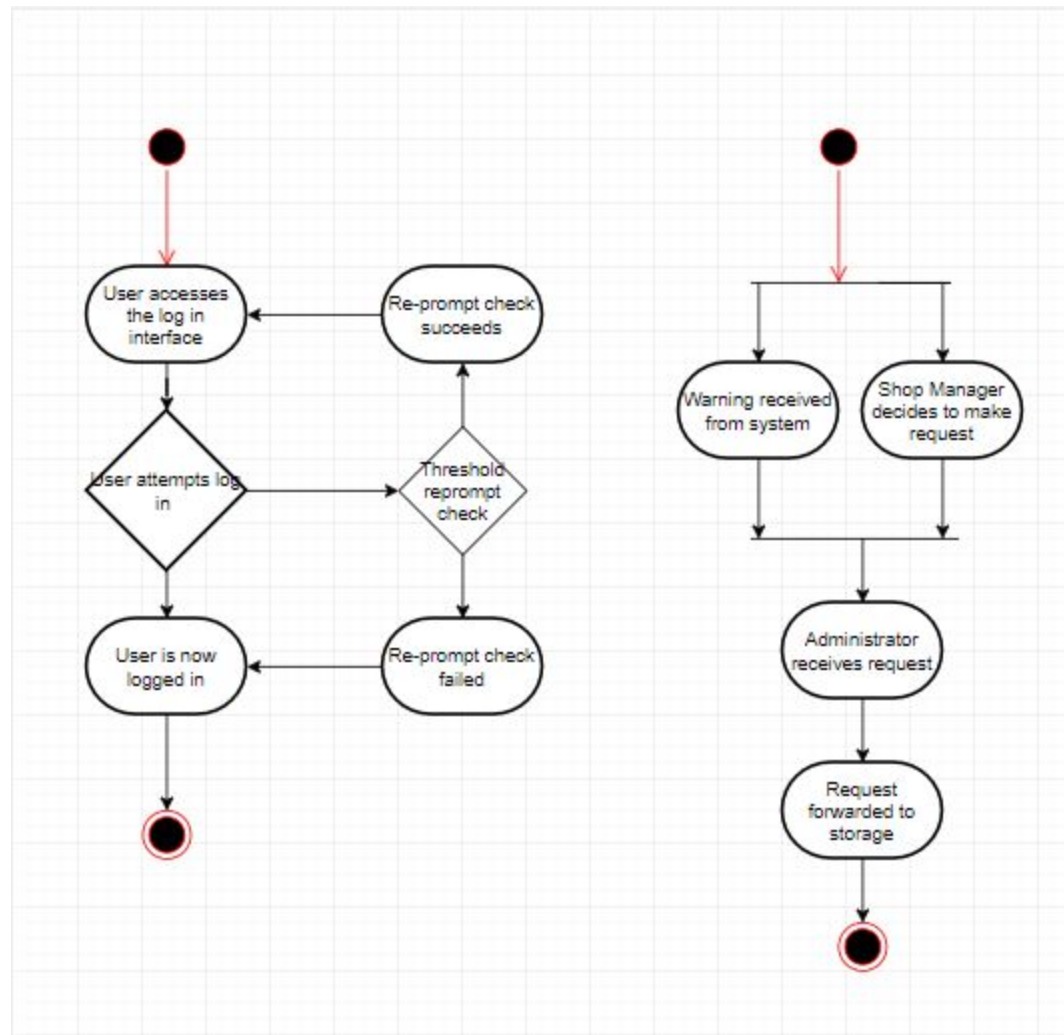 User accesses
the log in
interface
Re-prompt check
succeeds
User attempts log
in
Threshold
reprompt
check
User is now
logged in
Re-prompt check
failed
Warning received
from system
Shop Manager
decides to make
request
Administrator
receives request
Request
forwarded to
storage